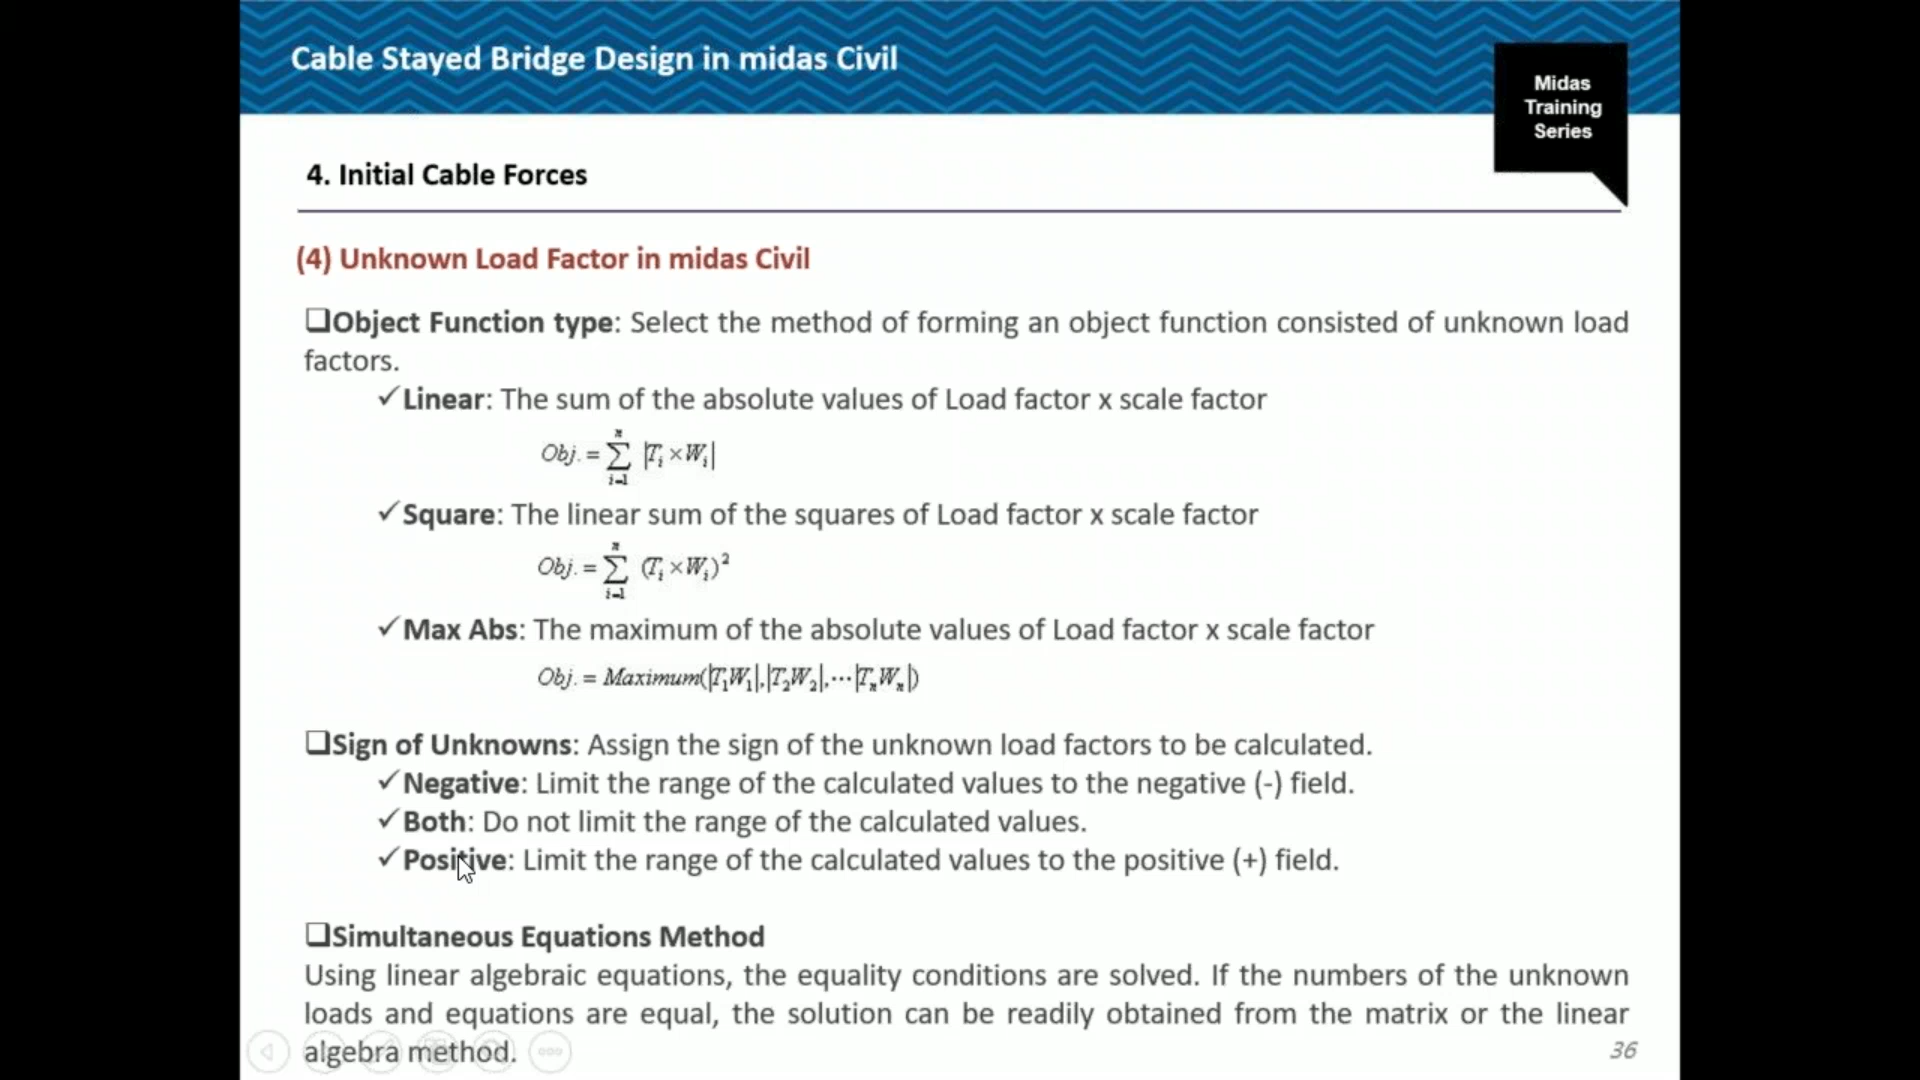 Cable Stayed Bridge Design in midas Civil
Midas
Training
Series
4. Initial Cable Forces
(4) Unknown Load Factor in midas Civil
❑Object Function type: Select the method of forming an object function consisted of unknown load
factors.
✓Linear: The sum of the absolute values of Load factor x scale factor
Obj. = ∑_{i=1}^{n} |T_i × W_i|
✓Square: The linear sum of the squares of Load factor x scale factor
Obj. = ∑_{i=1}^{n} (T_i × W_i)²
✓Max Abs: The maximum of the absolute values of Load factor x scale factor
Obj. = Maximum(|T₁W₁|,|T₂W₂|,⋯|T_nW_n|)
❑Sign of Unknowns: Assign the sign of the unknown load factors to be calculated.
✓Negative: Limit the range of the calculated values to the negative (-) field.
✓Both: Do not limit the range of the calculated values.
✓Positive: Limit the range of the calculated values to the positive (+) field.
❑Simultaneous Equations Method
Using linear algebraic equations, the equality conditions are solved. If the numbers of the unknown
loads and equations are equal, the solution can be readily obtained from the matrix or the linear
algebra method.
36